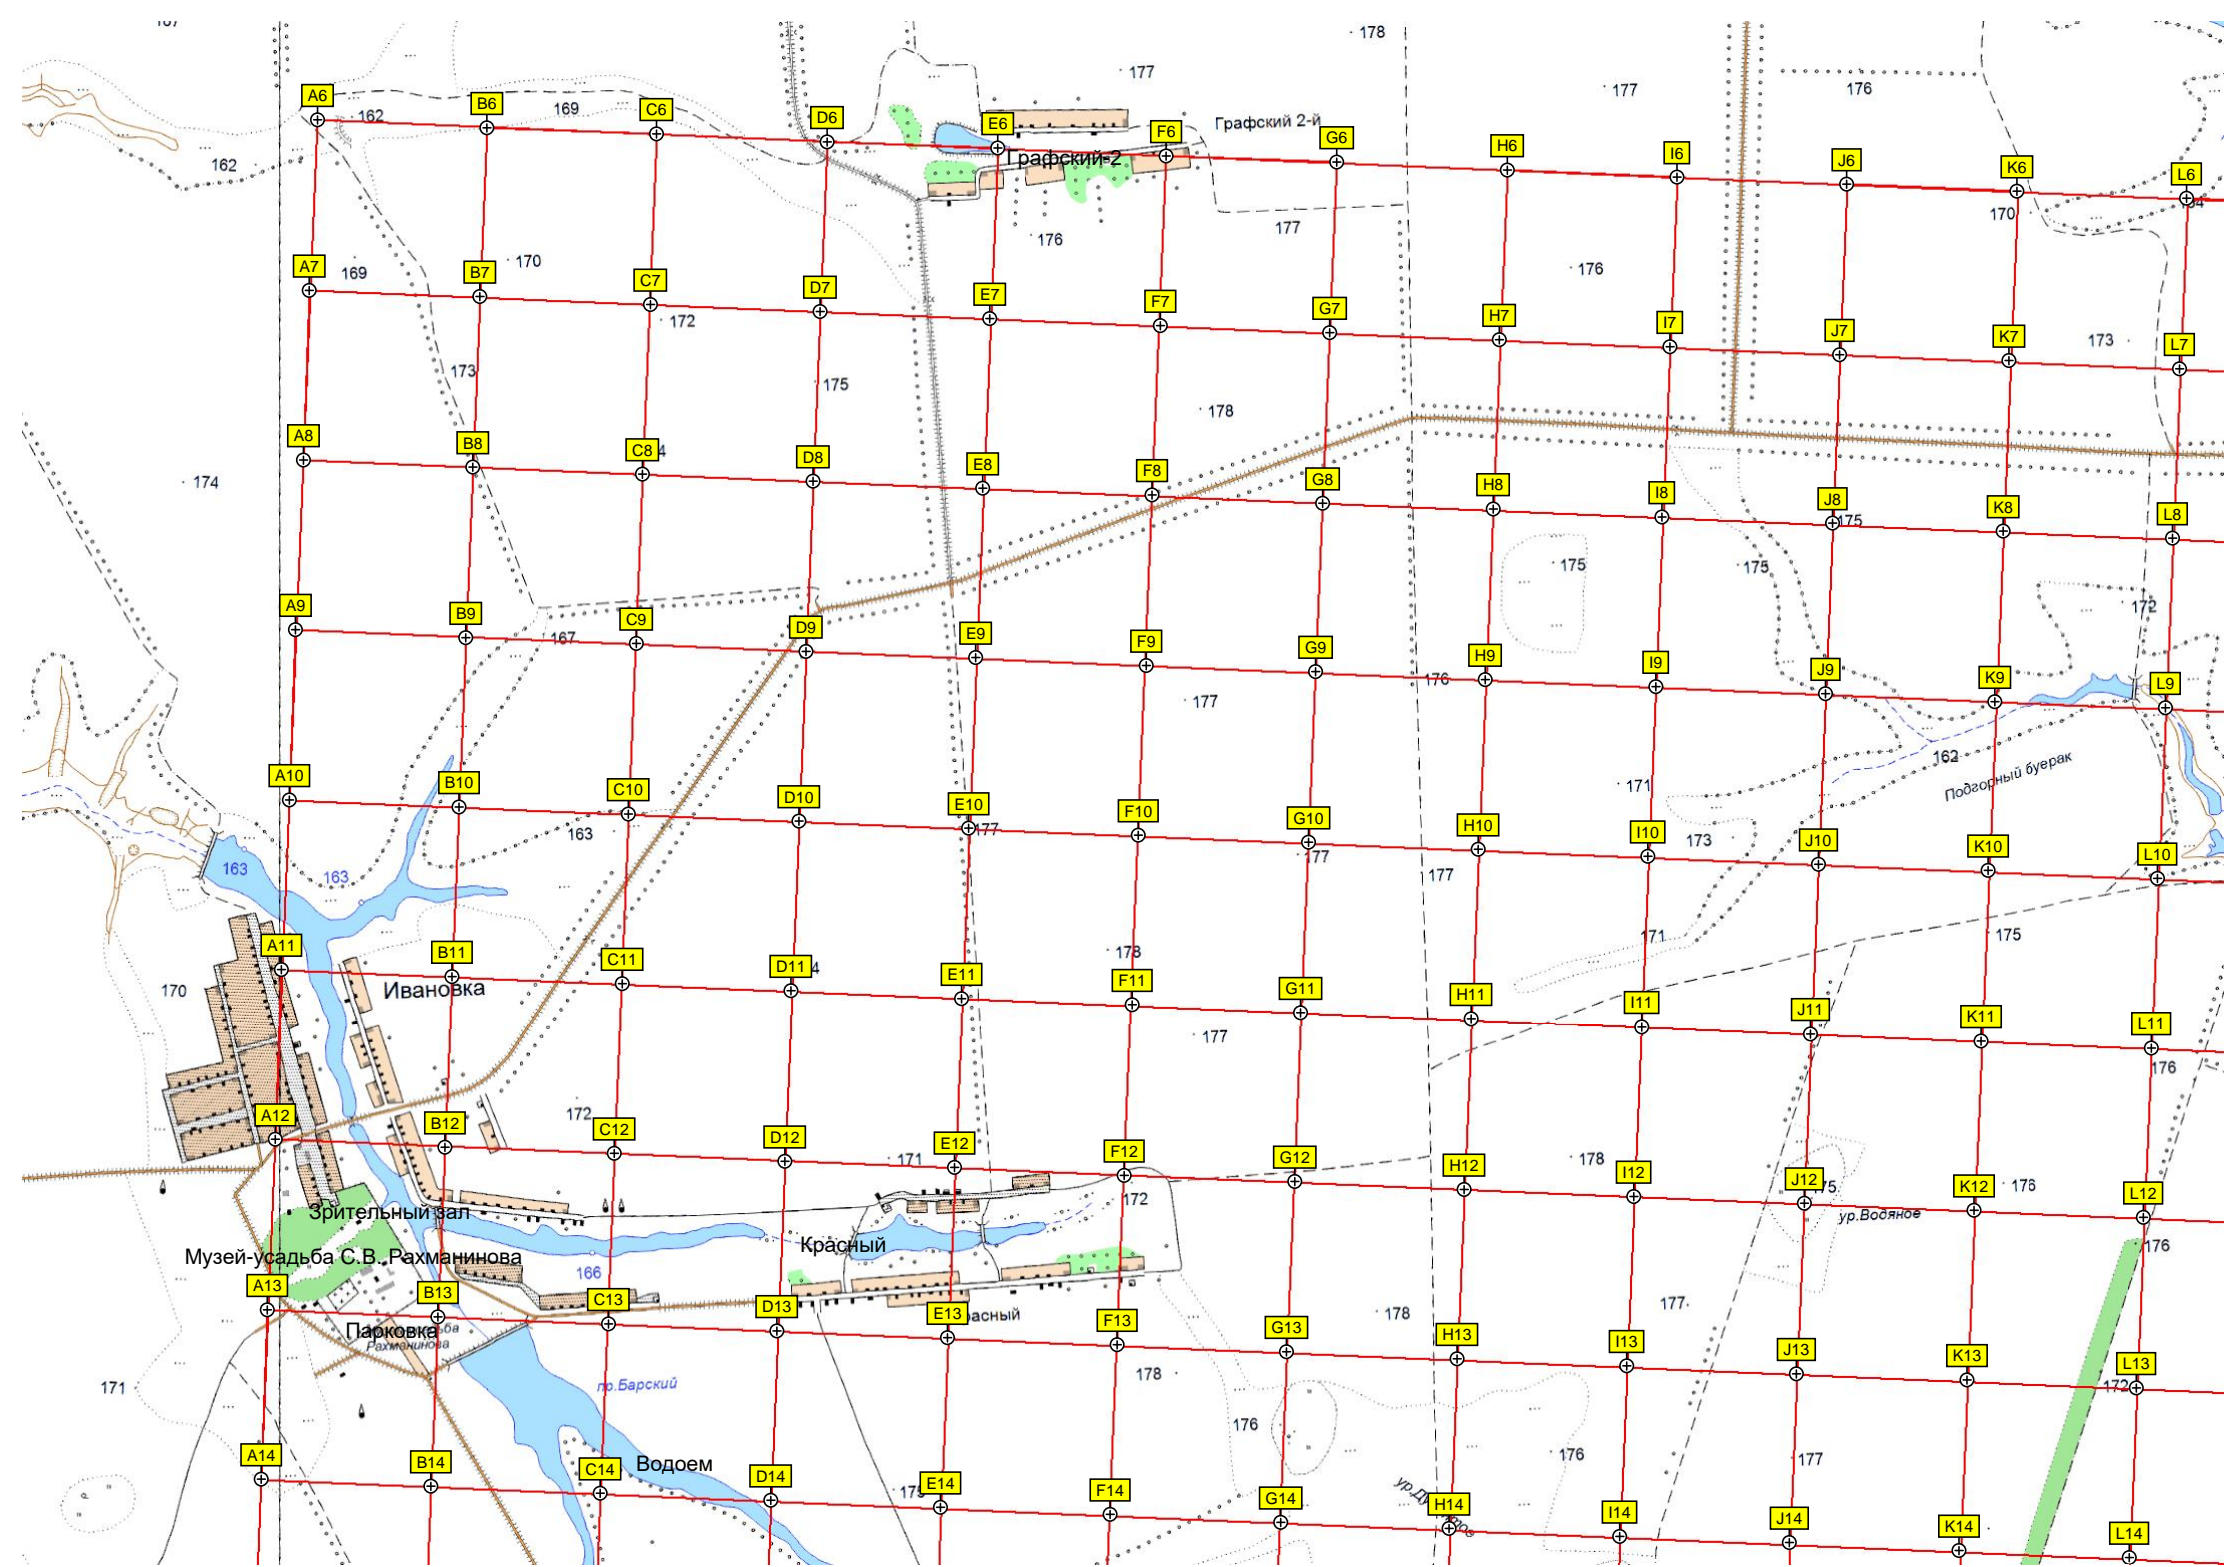 178
177
177
176
A6
B6
C6
D6
E6
F6
G6
H6
I6
J6
K6
L6
162
169
Графский 2-й
Графский-2
162
170
176
177
169
170
176
A7
B7
C7
D7
E7
F7
G7
H7
I7
J7
K7
L7
172
173
173
175
178
A8
B8
C8
D8
E8
F8
G8
H8
I8
J8
K8
L8
174
175
175
175
172
A9
B9
C9
D9
E9
F9
G9
H9
I9
J9
K9
L9
167
176
177
162
Подгорный буерак
171
A10
B10
C10
D10
E10
F10
G10
H10
I10
J10
K10
L10
163
177
173
177
163
163
177
171
175
178
A11
B11
C11
D11
E11
F11
G11
H11
I11
J11
K11
L11
170
Ивановка
177
176
172
A12
B12
C12
D12
E12
F12
G12
H12
I12
J12
K12
L12
171
178
172
175
176
Зрительный зал
ур.Водяное
Красный
176
Музей-усадьба С.В. Рахманинова
166
A13
B13
C13
D13
E13
F13
G13
H13
I13
J13
K13
L13
177
178
Парковка
Рахманинова
171
пр.Барский
178
172
176
176
177
Водоем
A14
B14
C14
D14
E14
F14
G14
H14
I14
J14
K14
L14
175